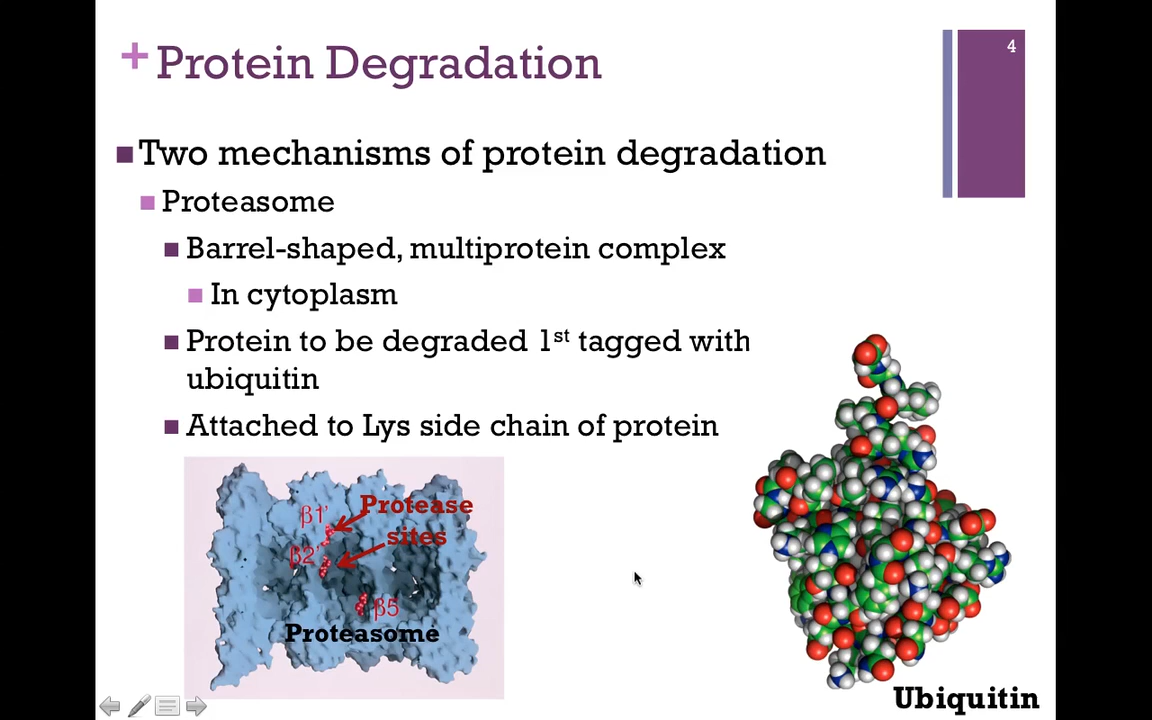 4
+ Protein Degradation
Two mechanisms of protein degradation
Proteasome
Barrel-shaped, multiprotein complex
In cytoplasm
Protein to be degraded 1st tagged with
ubiquitin
Attached to Lys side chain of protein
β1'
Protease
sites
β2'
β5
Proteasome
Ubiquitin